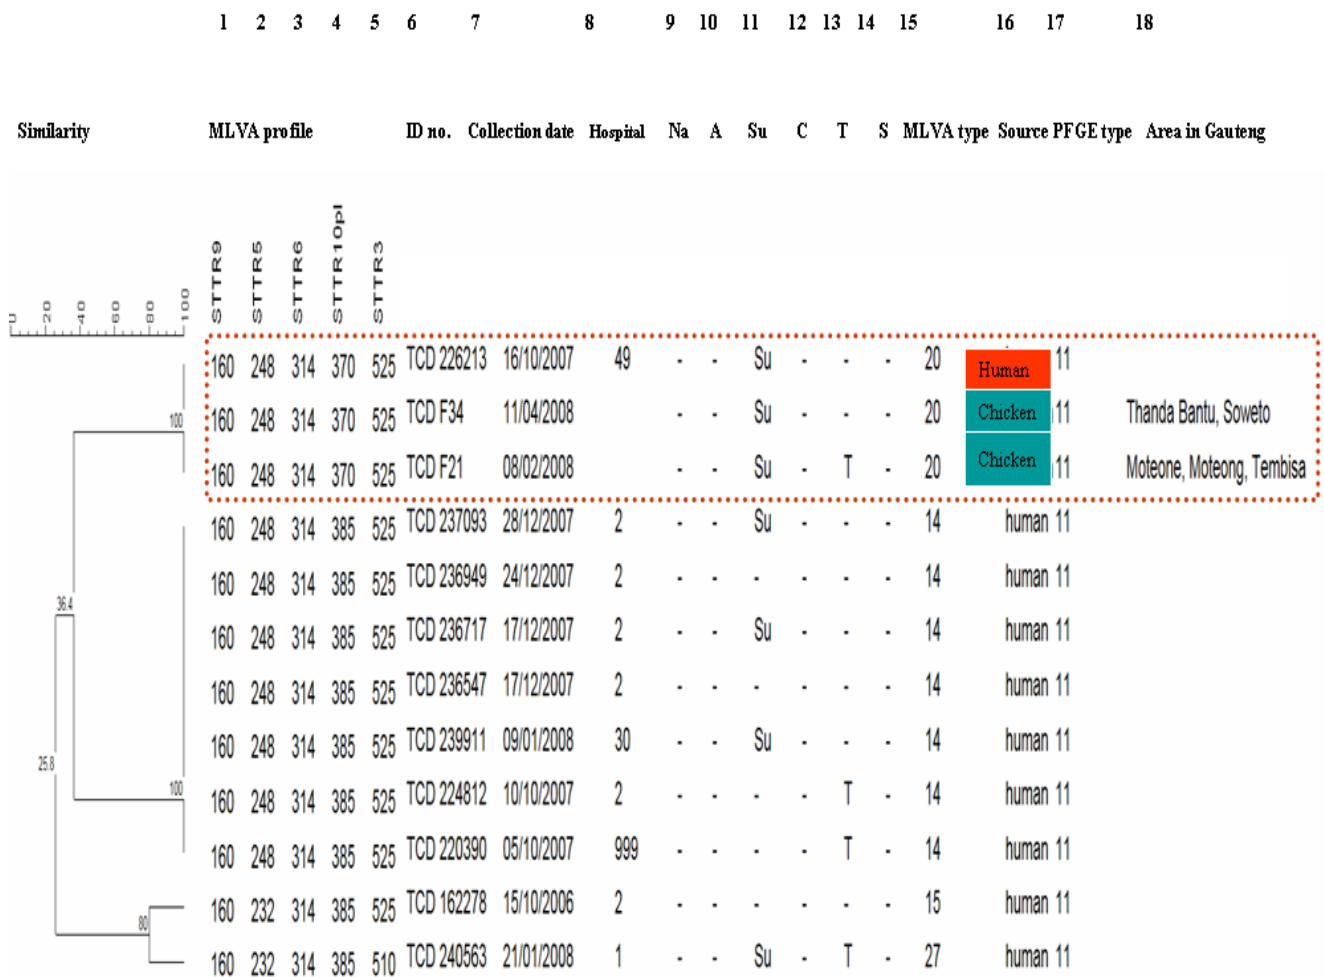 1 2 3 4 5 6 7 8 9 10 11 12 13 14 15 16 17 18
Similarity MLVA profile ID no. Collection date Hospital Na A Su C T S MLVA type Source PFGE type Area in Gauteng
STTR9 STTR5 STTR6 STTR10pl STTR3
0 20 40 60 80 100
160 248 314 370 525 TCD 226213 16/10/2007 49 - - Su - - - 20 Human 11
100 160 248 314 370 525 TCD F34 11/04/2008 - - Su - - - 20 Chicken 11 Thanda Bantu, Soweto
160 248 314 370 525 TCD F21 08/02/2008 - - Su - T - 20 Chicken 11 Moteone, Moteong, Tembisa
160 248 314 385 525 TCD 237093 28/12/2007 2 - - Su - - - 14 human 11
160 248 314 385 525 TCD 236949 24/12/2007 2 - - - - - - 14 human 11
36.4
160 248 314 385 525 TCD 236717 17/12/2007 2 - - Su - - - 14 human 11
160 248 314 385 525 TCD 236547 17/12/2007 2 - - - - - - 14 human 11
160 248 314 385 525 TCD 239911 09/01/2008 30 - - Su - - - 14 human 11
25.8
100 160 248 314 385 525 TCD 224812 10/10/2007 2 - - - - T - 14 human 11
160 248 314 385 525 TCD 220390 05/10/2007 999 - - - - T - 14 human 11
160 232 314 385 525 TCD 162278 15/10/2006 2 - - - - - - 15 human 11
80
160 232 314 385 510 TCD 240563 21/01/2008 1 - - Su - T - 27 human 11